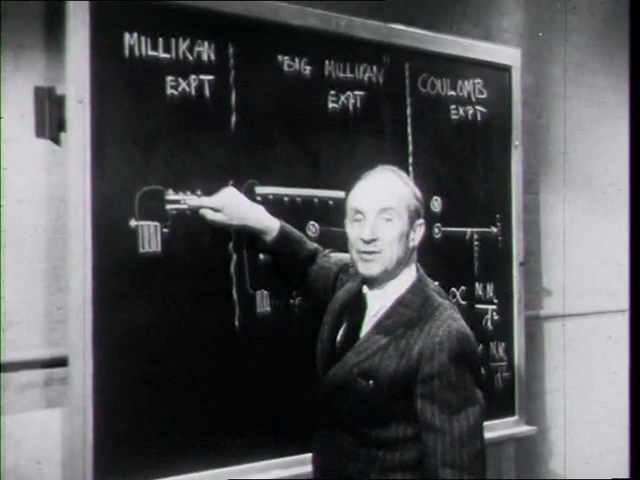 MILLIKAN
EXPT
"BIG MILLIKAN"
EXPT
COULOMB
EXPT